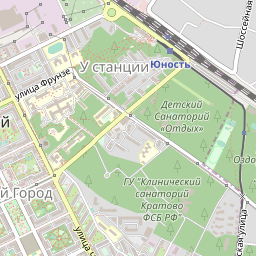 Шоссейная
У станции
Юность
улица Фрунзе
Детский
Санаторий
«Отдых»
ый
Оздо
ГУ "Клинический
санаторий
Кратово
ФСБ РФ"
й Город
улица
ская улица